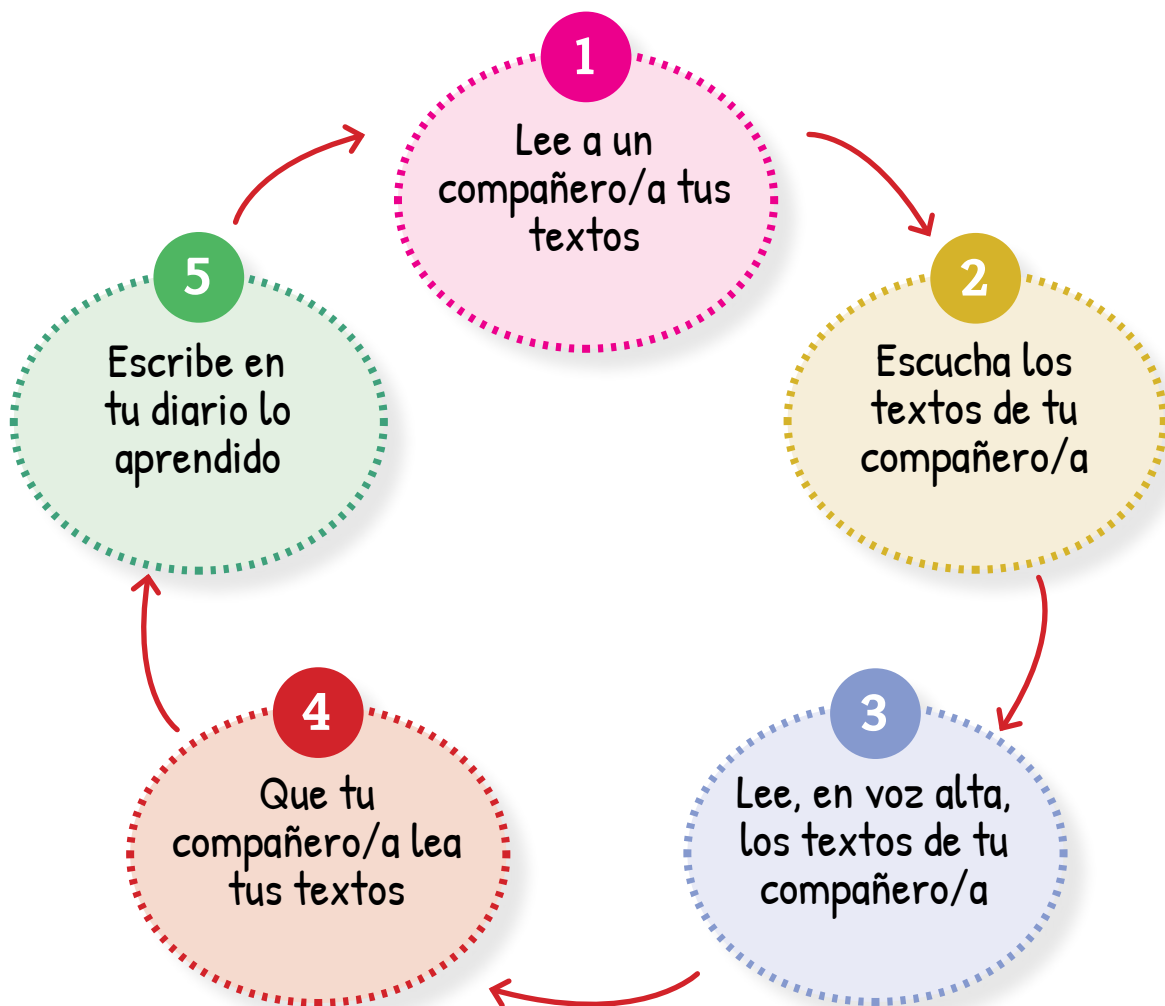 1
Lee a un
compañero/a tus
textos
2
Escucha los
textos de tu
compañero/a
3
Lee, en voz alta,
los textos de tu
compañero/a
4
Que tu
compañero/a lea
tus textos
5
Escribe en
tu diario lo
aprendido